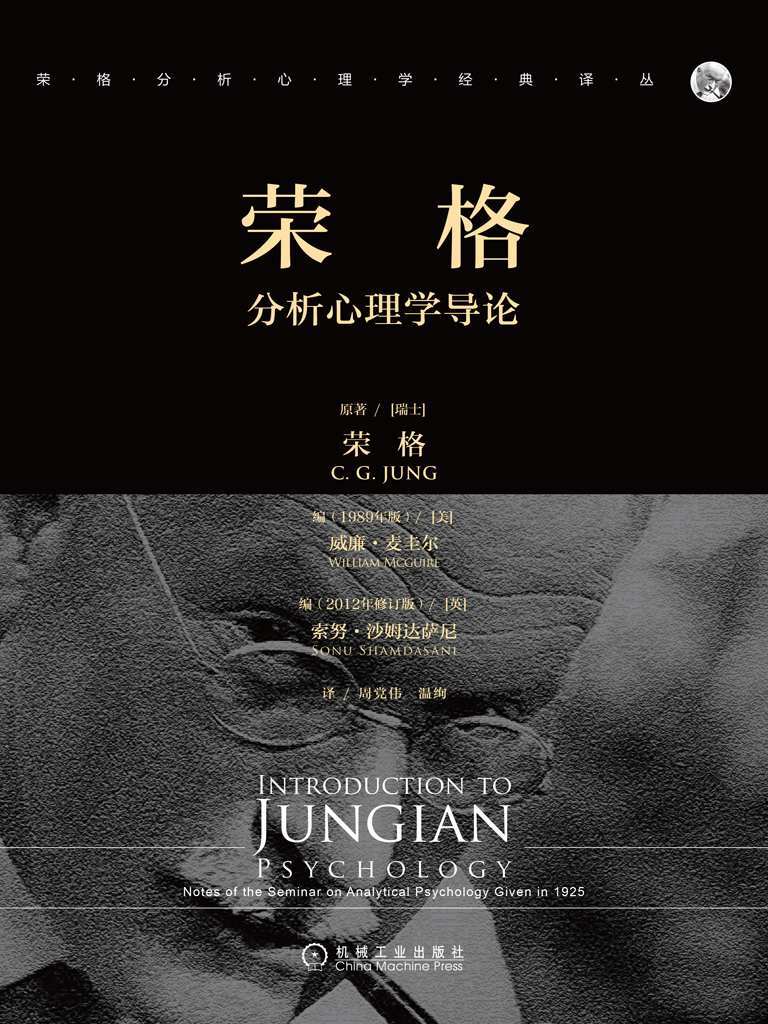 荣·格·分·析·心·理·学·经·典·译·丛
荣 格
分析心理学导论
原著 / [瑞士]
荣 格
C. G. JUNG
编（1989年版）/ [美]
威廉·麦圭尔
WILLIAM MCGUIRE
编（2012年修订版）/ [英]
索努·沙姆达萨尼
SONU SHAMDASANI
译 / 周党伟 温绚
INTRODUCTION TO
JUNGIAN
PSYCHOLOGY
Notes of the Seminar on Analytical Psychology Given in 1925
机械工业出版社
China Machine Press